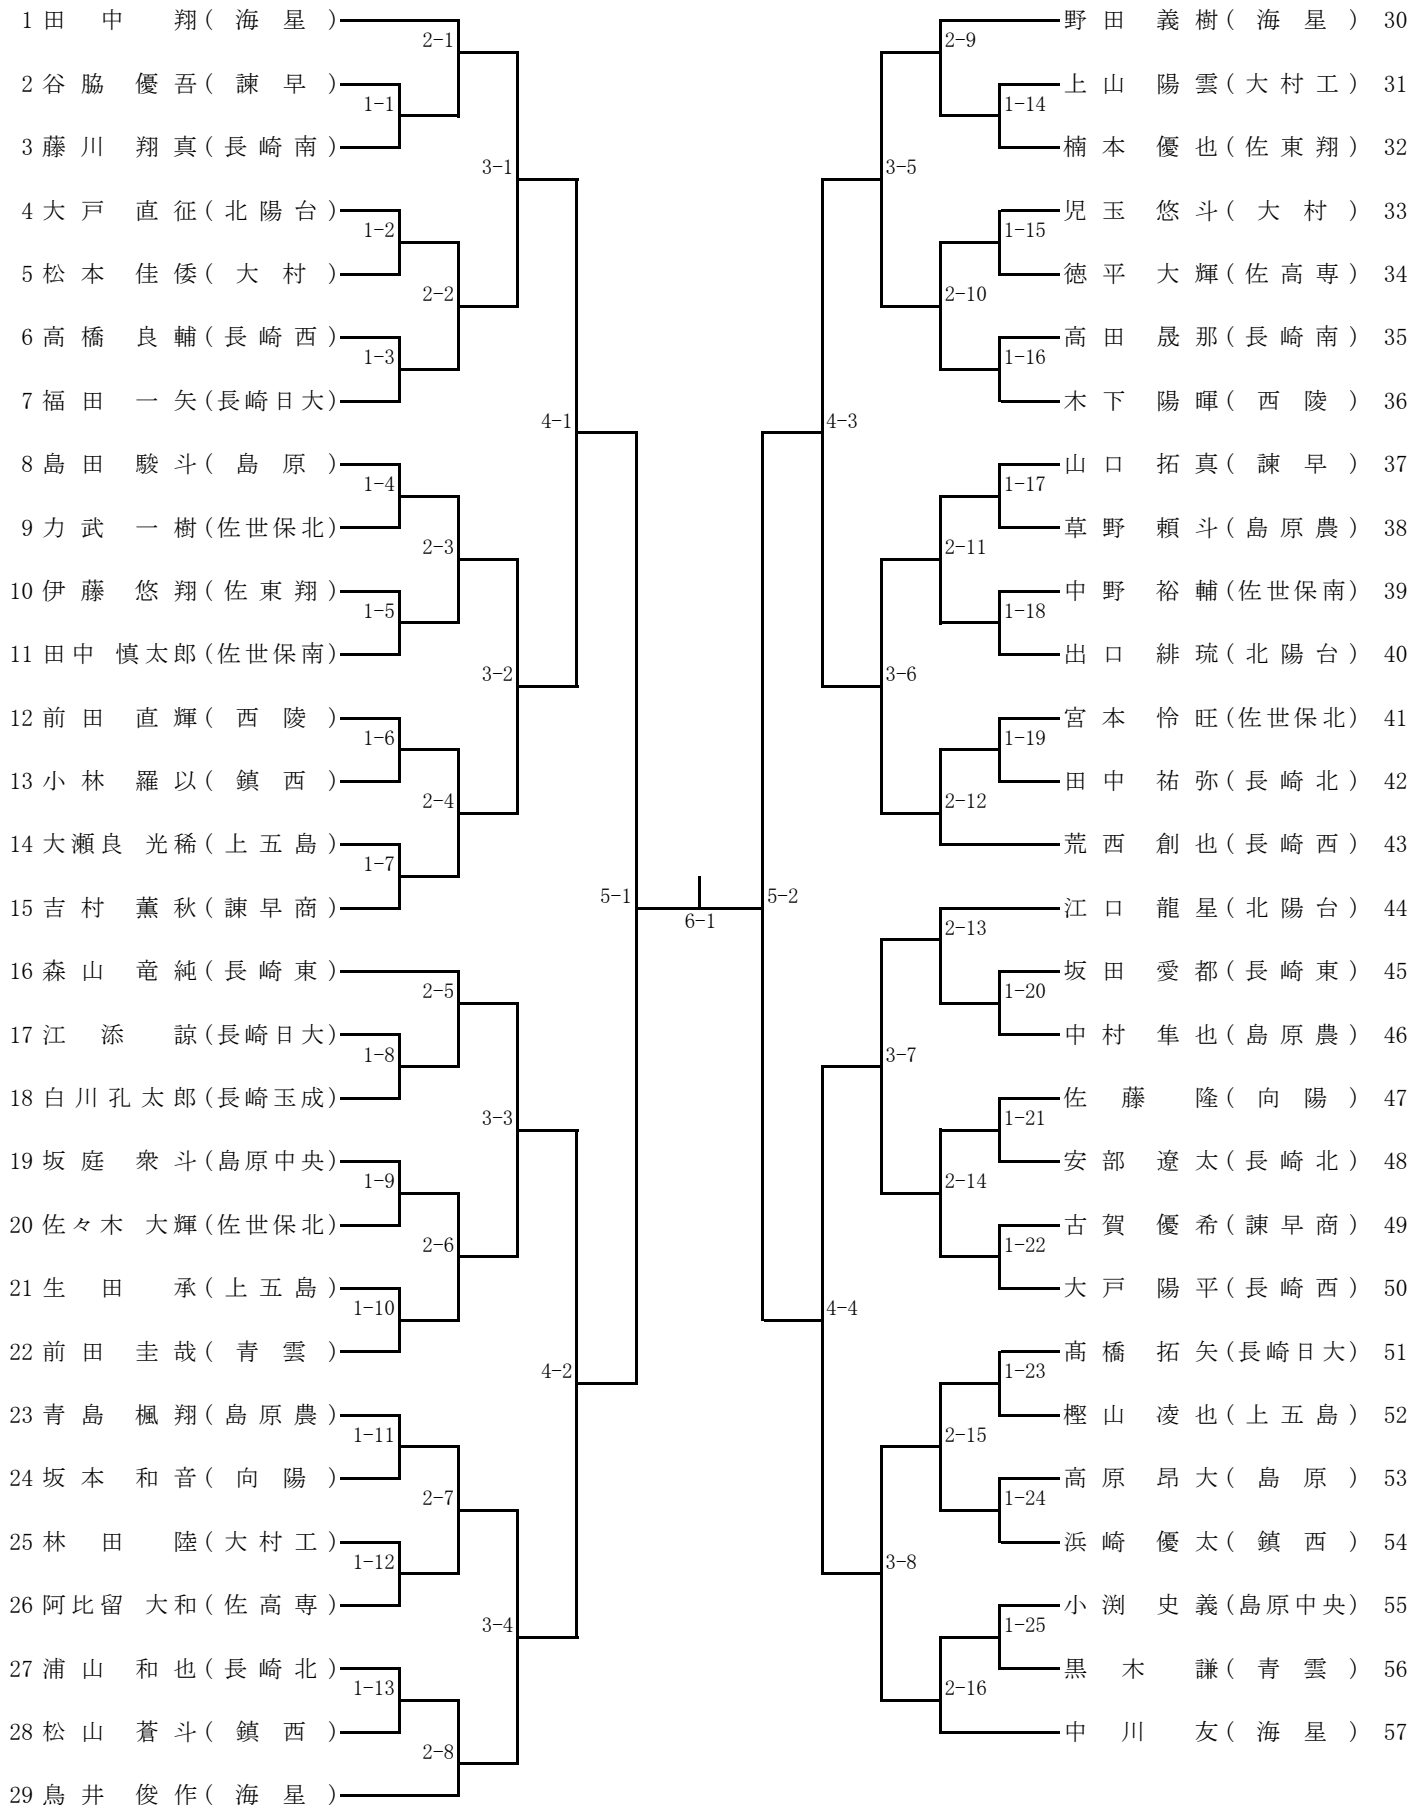 1 田中 翔(海星)
2-1
2 谷脇 優吾(諫早)
1-1
3 藤川 翔真(長崎南)
3-1
4 大戸 直征(北陽台)
1-2
5 松本 佳倭(大村)
2-2
6 高橋 良輔(長崎西)
1-3
7 福田 一矢(長崎日大)
4-1
8 島田 駿斗(島原)
1-4
9 力武 一樹(佐世保北)
2-3
10 伊藤 悠翔(佐東翔)
1-5
11 田中 慎太郎(佐世保南)
3-2
12 前田 直輝(西陵)
1-6
13 小林 羅以(鎮西)
2-4
14 大瀬良 光稀(上五島)
1-7
15 吉村 薫秋(諫早商)
5-1
6-1
16 森山 竜純(長崎東)
2-5
17 江添 諒(長崎日大)
1-8
18 白川孔太郎(長崎玉成)
3-3
19 坂庭 衆斗(島原中央)
1-9
20 佐々木 大輝(佐世保北)
2-6
21 生田 承(上五島)
1-10
22 前田 圭哉(青雲)
4-2
23 青島 楓翔(島原農)
1-11
24 坂本 和音(向陽)
2-7
25 林田 陸(大村工)
1-12
26 阿比留 大和(佐高専)
3-4
27 浦山 和也(長崎北)
1-13
28 松山 蒼斗(鎮西)
2-8
29 鳥井 俊作(海星)
野田義樹(海星) 30
2-9
上山 陽雲(大村工) 31
1-14
楠本 優也(佐東翔) 32
3-5
児玉 悠斗(大村) 33
1-15
徳平 大輝(佐高専) 34
2-10
高田 晟那(長崎南) 35
1-16
木下 陽暉(西陵) 36
4-3
山口 拓真(諫早) 37
1-17
草野 頼斗(島原農) 38
2-11
中野 裕輔(佐世保南) 39
1-18
出口 緋琉(北陽台) 40
3-6
宮本 怜旺(佐世保北) 41
1-19
田中 祐弥(長崎北) 42
2-12
荒西 創也(長崎西) 43
5-2
江口 龍星(北陽台) 44
2-13
坂田 愛都(長崎東) 45
1-20
中村 隼也(島原農) 46
3-7
佐藤 隆(向陽) 47
1-21
安部 遼太(長崎北) 48
2-14
古賀 優希(諫早商) 49
1-22
大戸 陽平(長崎西) 50
4-4
髙橋 拓矢(長崎日大) 51
1-23
樫山 凌也(上五島) 52
2-15
高原 昂大(島原) 53
1-24
浜崎 優太(鎮西) 54
3-8
小渕 史義(島原中央) 55
1-25
黒木 謙(青雲) 56
2-16
中川 友(海星) 57